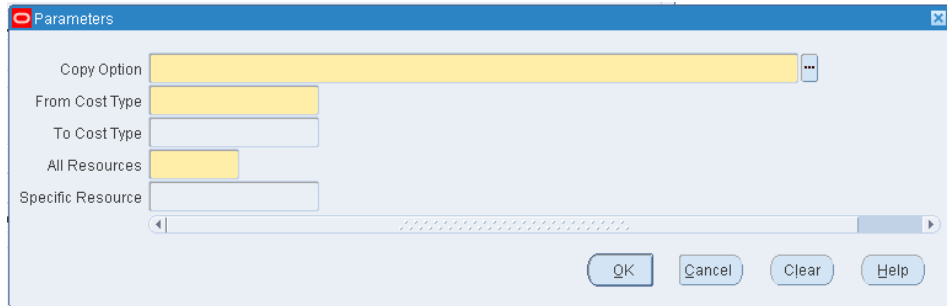 Parameters
Copy Option
From Cost Type
To Cost Type
All Resources
Specific Resource
OK Cancel Clear Help